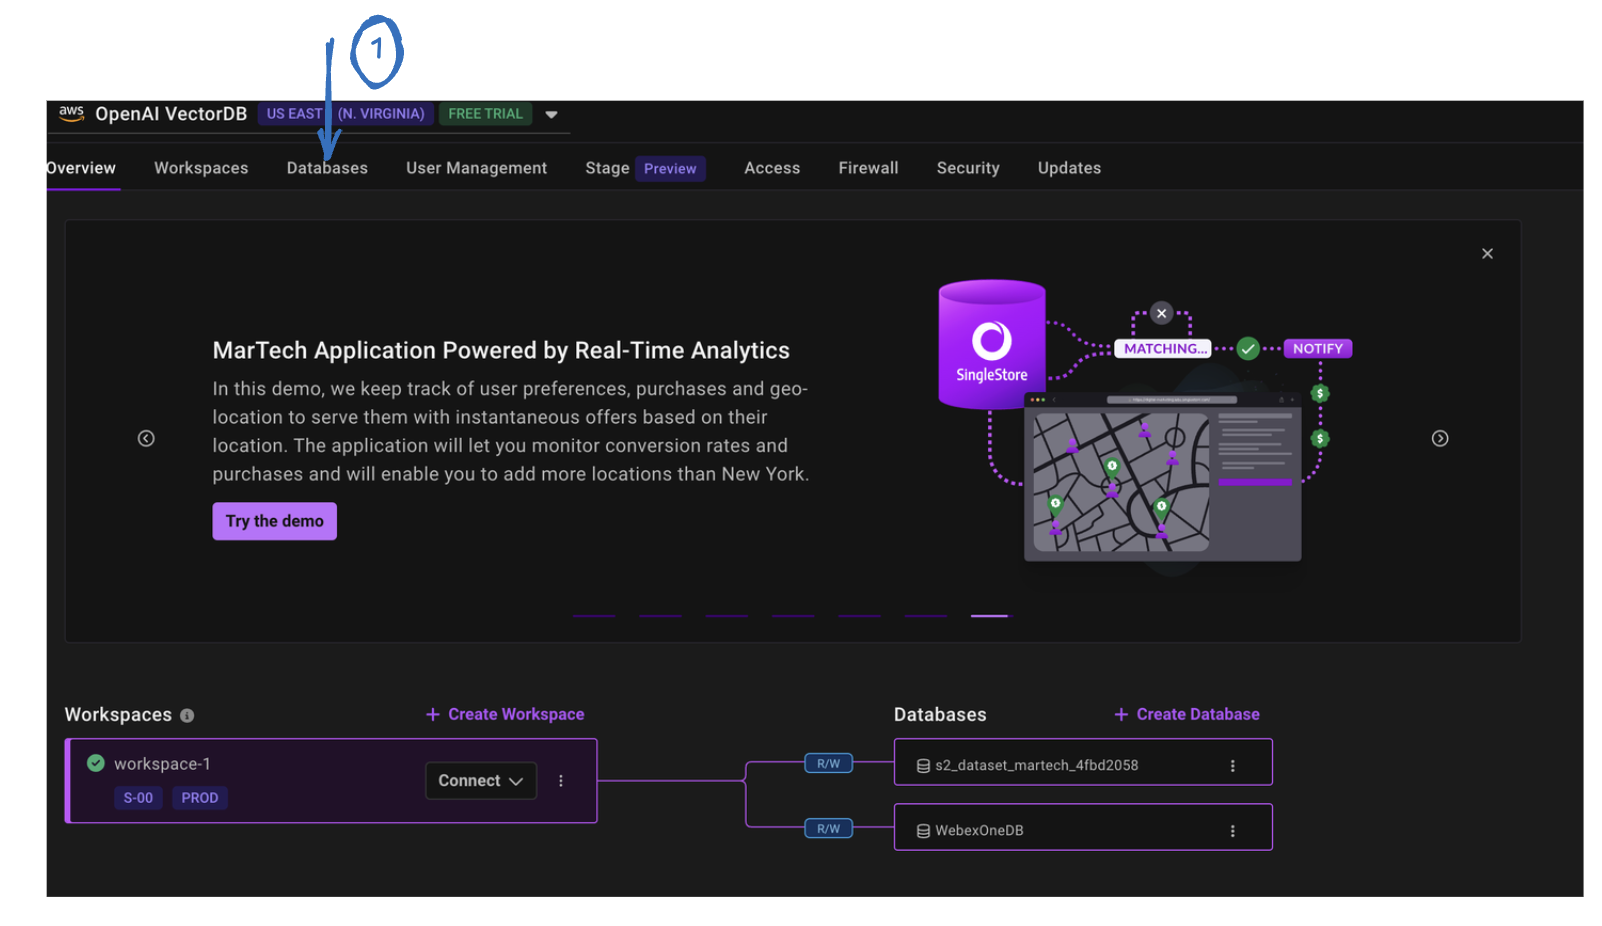 1
aws OpenAI VectorDB US EAST (N. VIRGINIA) FREE TRIAL
Overview Workspaces Databases User Management Stage Preview Access Firewall Security Updates
MarTech Application Powered by Real-Time Analytics
In this demo, we keep track of user preferences, purchases and geo-
location to serve them with instantaneous offers based on their
location. The application will let you monitor conversion rates and
purchases and will enable you to add more locations than New York.
Try the demo
SingleStore
MATCHING...
NOTIFY
$
$
Workspaces
+ Create Workspace
workspace-1
S-00 PROD
Connect
R/W
R/W
Databases
+ Create Database
s2_dataset_martech_4fbd2058
WebexOneDB